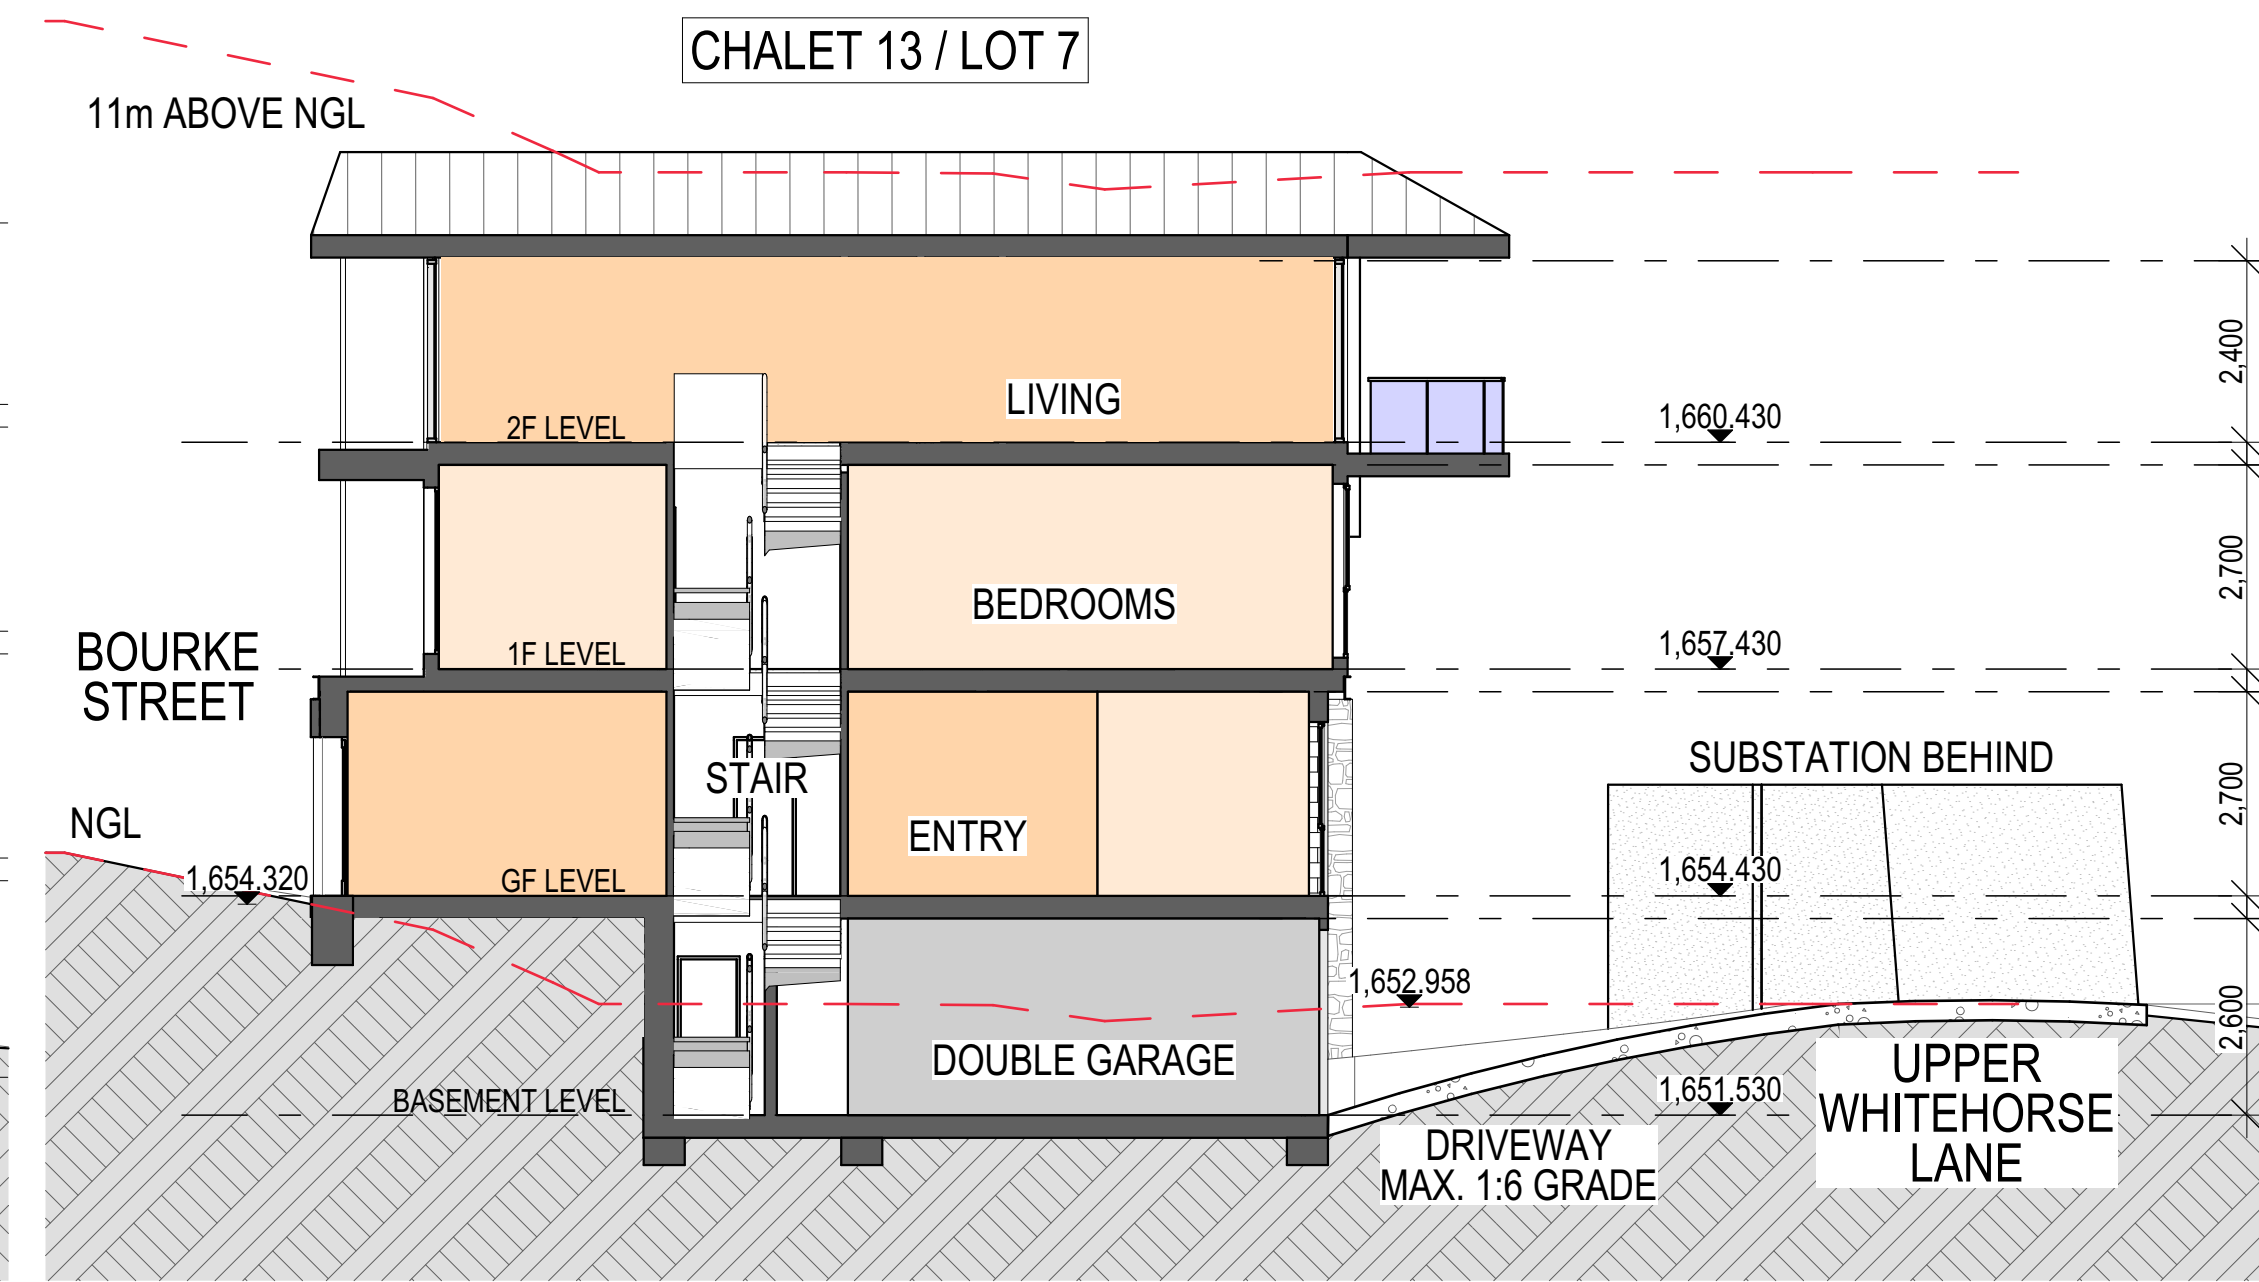 CHALET 13 / LOT 7
11m ABOVE NGL
2,400
LIVING
2F LEVEL
1,660.430
2,700
BEDROOMS
1F LEVEL
1,657.430
BOURKE
STREET
STAIR
SUBSTATION BEHIND
2,700
NGL
ENTRY
1,654.320
GF LEVEL
1,654.430
1,652.958
2,600
DOUBLE GARAGE
BASEMENT LEVEL
1,651.530
UPPER
WHITEHORSE
LANE
DRIVEWAY
MAX. 1:6 GRADE